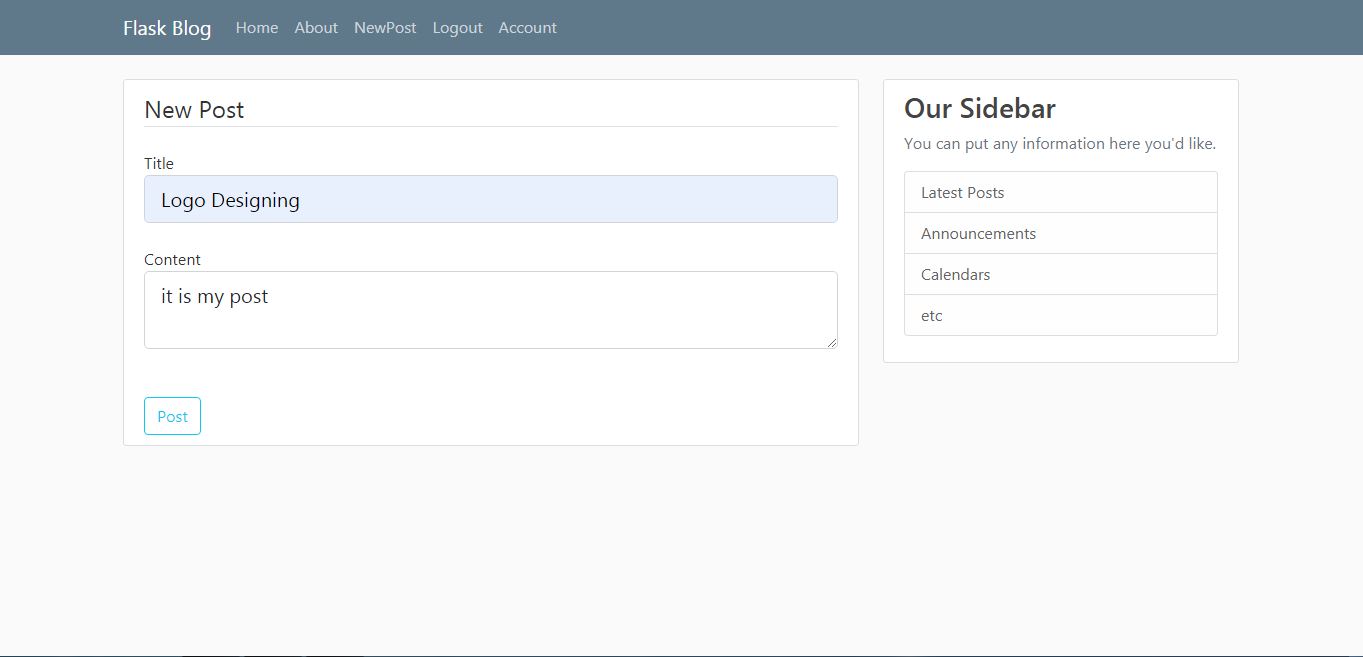 Flask Blog Home About NewPost Logout Account
New Post
Title
Logo Designing
Content
it is my post
Post
Our Sidebar
You can put any information here you'd like.
Latest Posts
Announcements
Calendars
etc